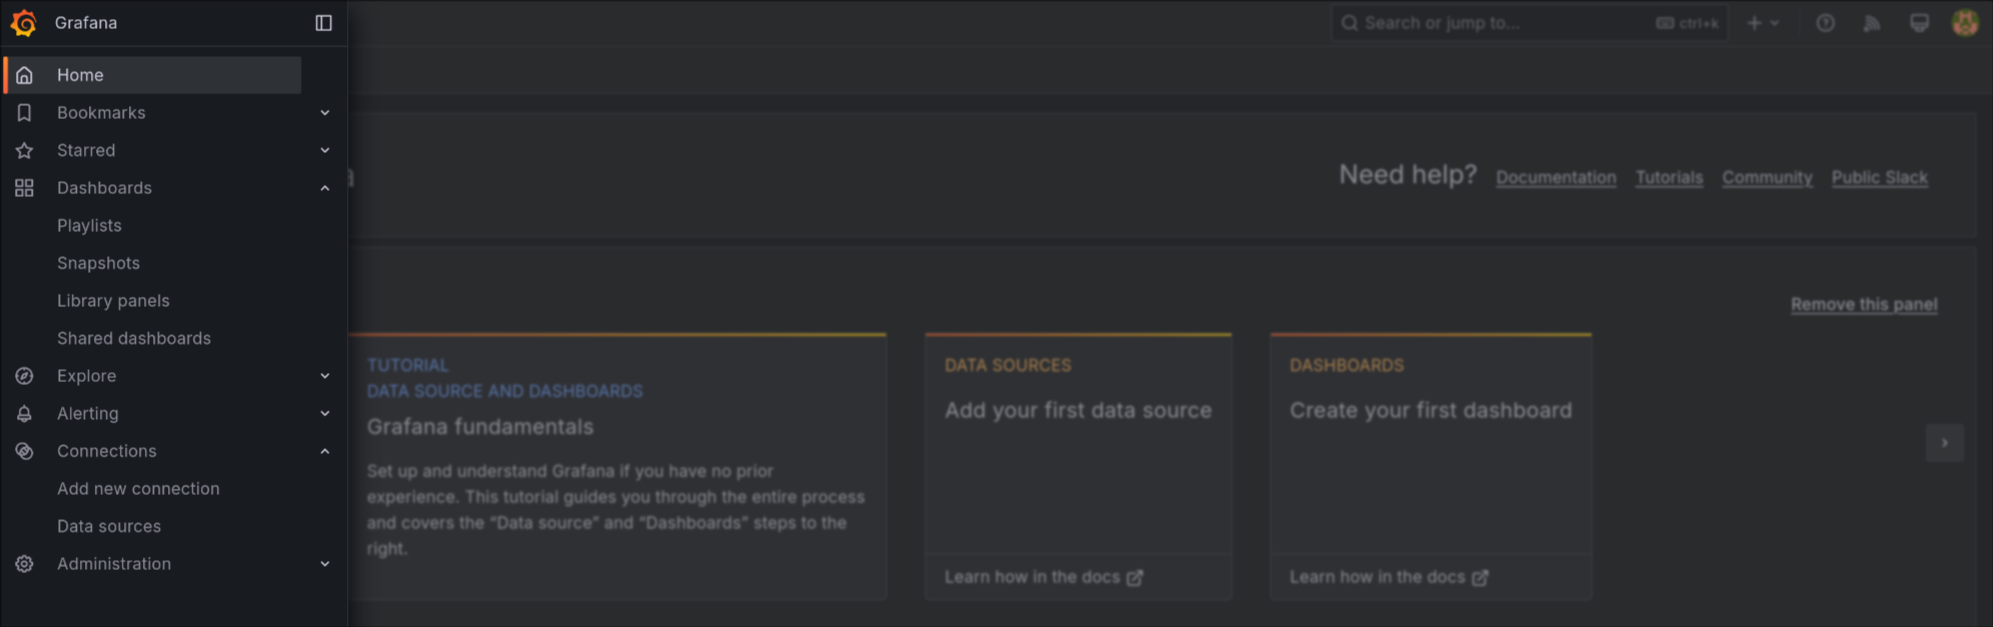 Grafana
Search or jump to...
ctrl+k
Home
Bookmarks
Starred
Dashboards
Playlists
Snapshots
Library panels
Shared dashboards
Explore
Alerting
Connections
Add new connection
Data sources
Administration
Need help?
Documentation
Tutorials
Community
Public Slack
Remove this panel
TUTORIAL
DATA SOURCE AND DASHBOARDS
Grafana fundamentals
Set up and understand Grafana if you have no prior
experience. This tutorial guides you through the entire process
and covers the “Data source” and “Dashboards” steps to the
right.
DATA SOURCES
Add your first data source
Learn how in the docs
DASHBOARDS
Create your first dashboard
Learn how in the docs